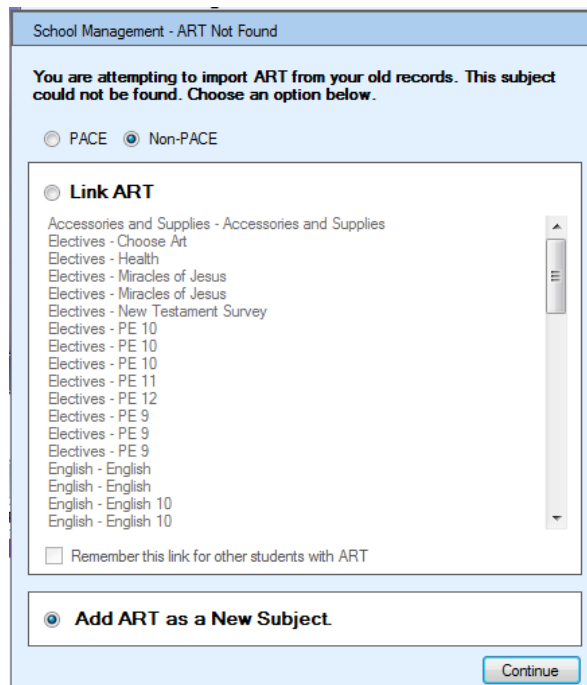 School Management - ART Not Found
You are attempting to import ART from your old records. This subject
could not be found. Choose an option below.
PACE Non-PACE
Link ART
Accessories and Supplies - Accessories and Supplies
Electives - Choose Art
Electives - Health
Electives - Miracles of Jesus
Electives - Miracles of Jesus
Electives - New Testament Survey
Electives - PE 10
Electives - PE 10
Electives - PE 10
Electives - PE 11
Electives - PE 12
Electives - PE 9
Electives - PE 9
Electives - PE 9
English - English
English - English
English - English 10
English - English 10
Remember this link for other students with ART
Add ART as a New Subject.
Continue